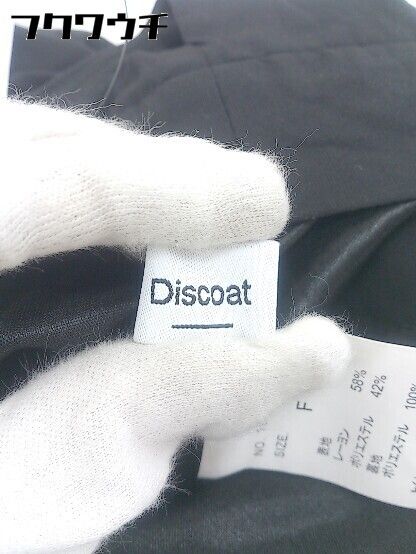 フクワウチ
Discoat
NO.
SIZE F
表地
レーヨン 58%
ポリエステル 42%
裏地
ポリエステル 100%